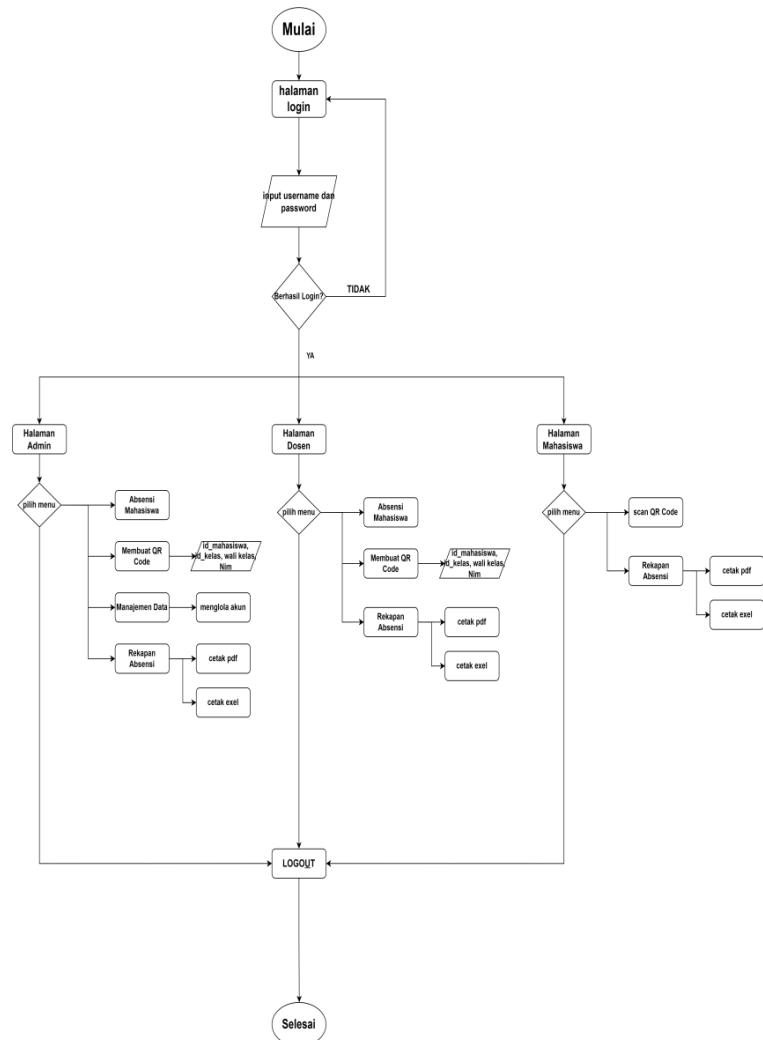 Mulai
halaman
login
input username dan
password
Berhasil Login?
TIDAK
YA
Halaman
Admin
pilih menu
Absensi
Mahasiswa
Membuat QR
Code
id_mahasiswa,
id_kelas, wali kelas,
Nim
Manajemen Data
menglola akun
Rekapan
Absensi
cetak pdf
cetak exel
Halaman
Dosen
pilih menu
Absensi
Mahasiswa
Membuat QR
Code
id_mahasiswa,
id_kelas, wali kelas,
Nim
Rekapan
Absensi
cetak pdf
cetak exel
Halaman
Mahasiswa
pilih menu
scan QR Code
Rekapan
Absensi
cetak pdf
cetak exel
LOGOUT
Selesai